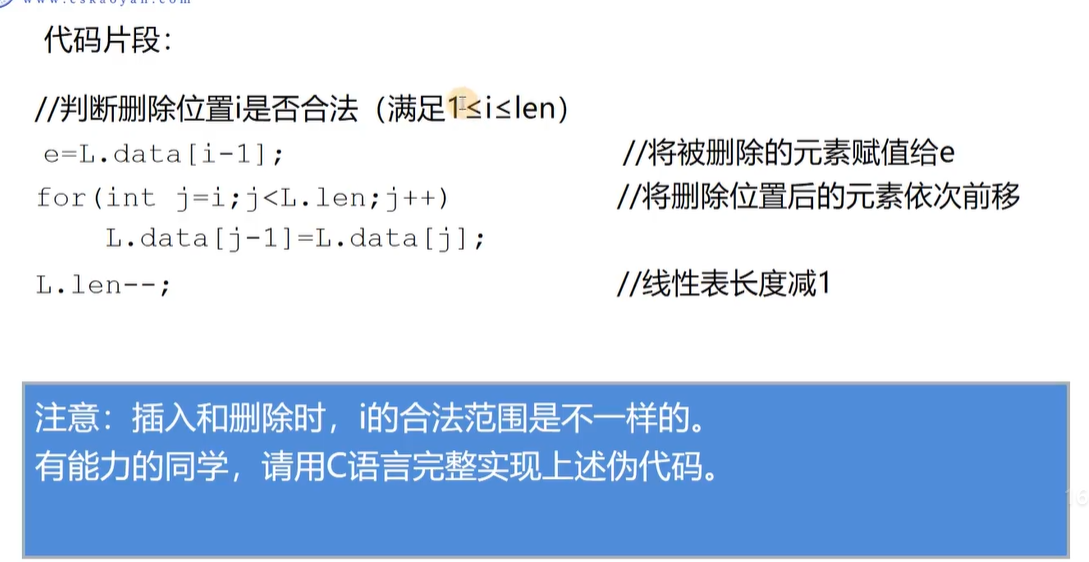 www.cskaoyan.com
代码片段：
//判断删除位置i是否合法（满足1≤i≤len）
e=L.data[i-1]; //将被删除的元素赋值给e
for(int j=i;j<L.len;j++) //将删除位置后的元素依次前移
L.data[j-1]=L.data[j];
L.len--; //线性表长度减1
注意：插入和删除时，i的合法范围是不一样的。
有能力的同学，请用C语言完整实现上述伪代码。
16